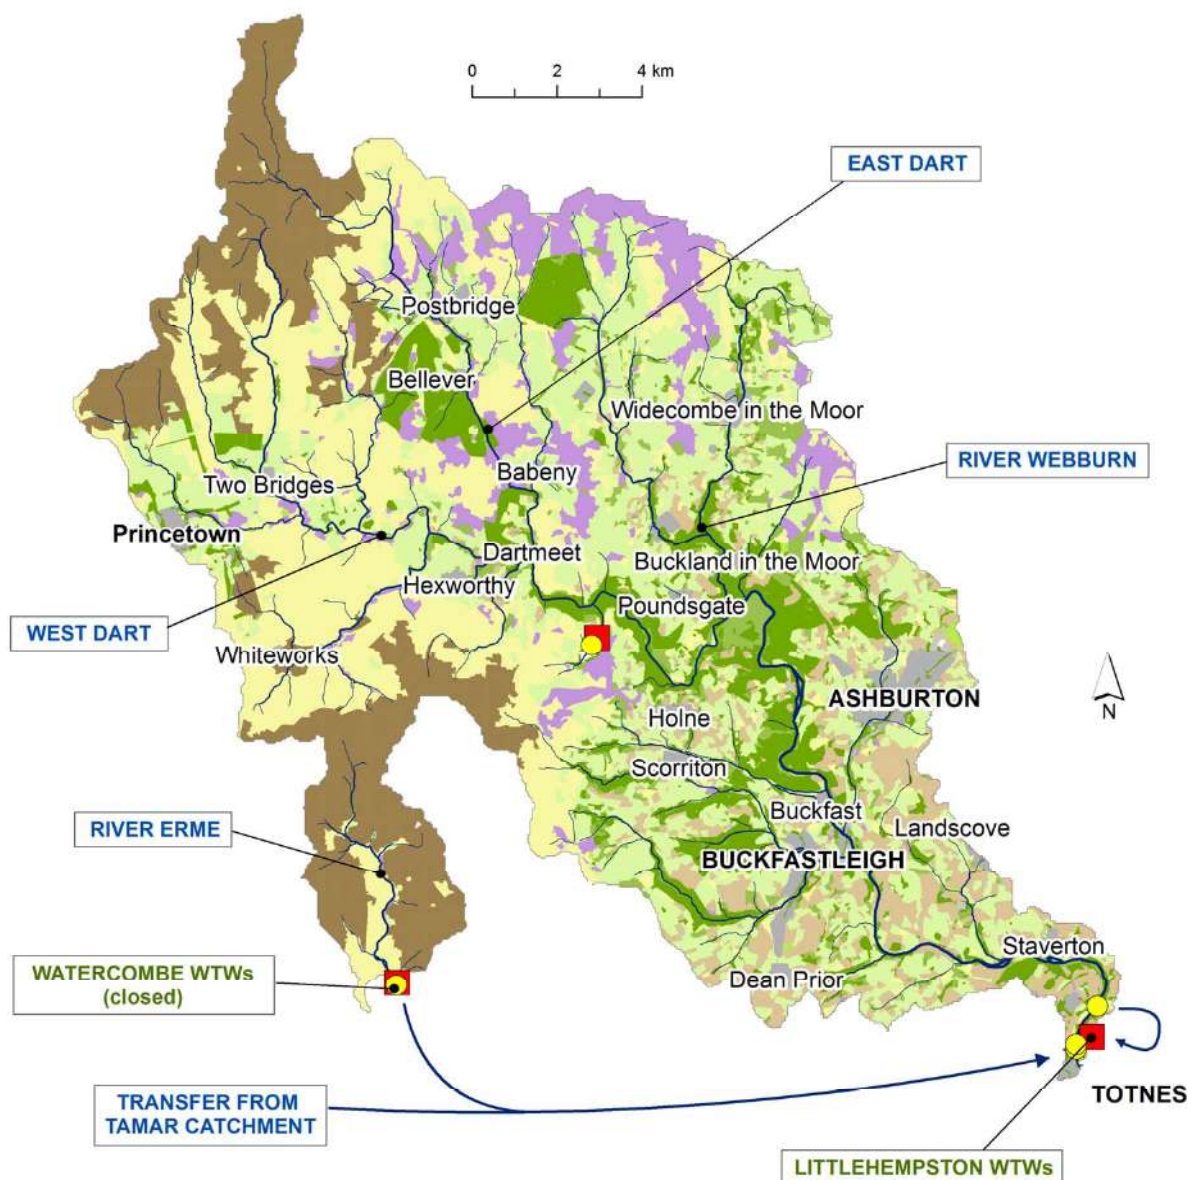 0 2 4 km
EAST DART
Postbridge
Bellever
Widecombe in the Moor
RIVER WEBBURN
Babeny
Two Bridges
Princetown
Dartmeet
Buckland in the Moor
Hexworthy
Poundsgate
WEST DART
Whiteworks
N
ASHBURTON
Holne
Scorriton
Buckfast
RIVER ERME
Landscove
BUCKFASTLEIGH
Staverton
WATERCOMBE WTWs
(closed)
Dean Prior
TOTNES
TRANSFER FROM
TAMAR CATCHMENT
LITTLEHEMPSTON WTWs